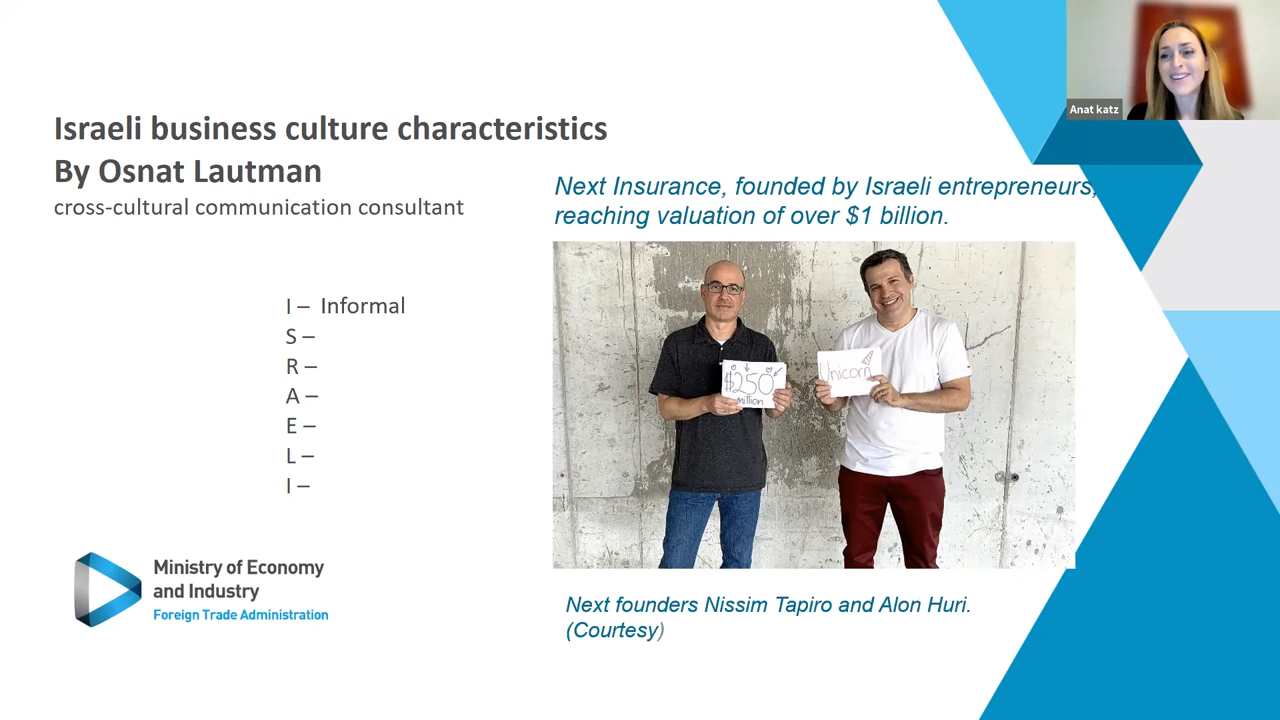 Anat katz
Israeli business culture characteristics
By Osnat Lautman
cross-cultural communication consultant
Next Insurance, founded by Israeli entrepreneurs,
reaching valuation of over $1 billion.
I – Informal
S –
R –
A –
E –
L –
I –
$250
million
Unicorn
Ministry of Economy
and Industry
Foreign Trade Administration
Next founders Nissim Tapiro and Alon Huri.
(Courtesy)